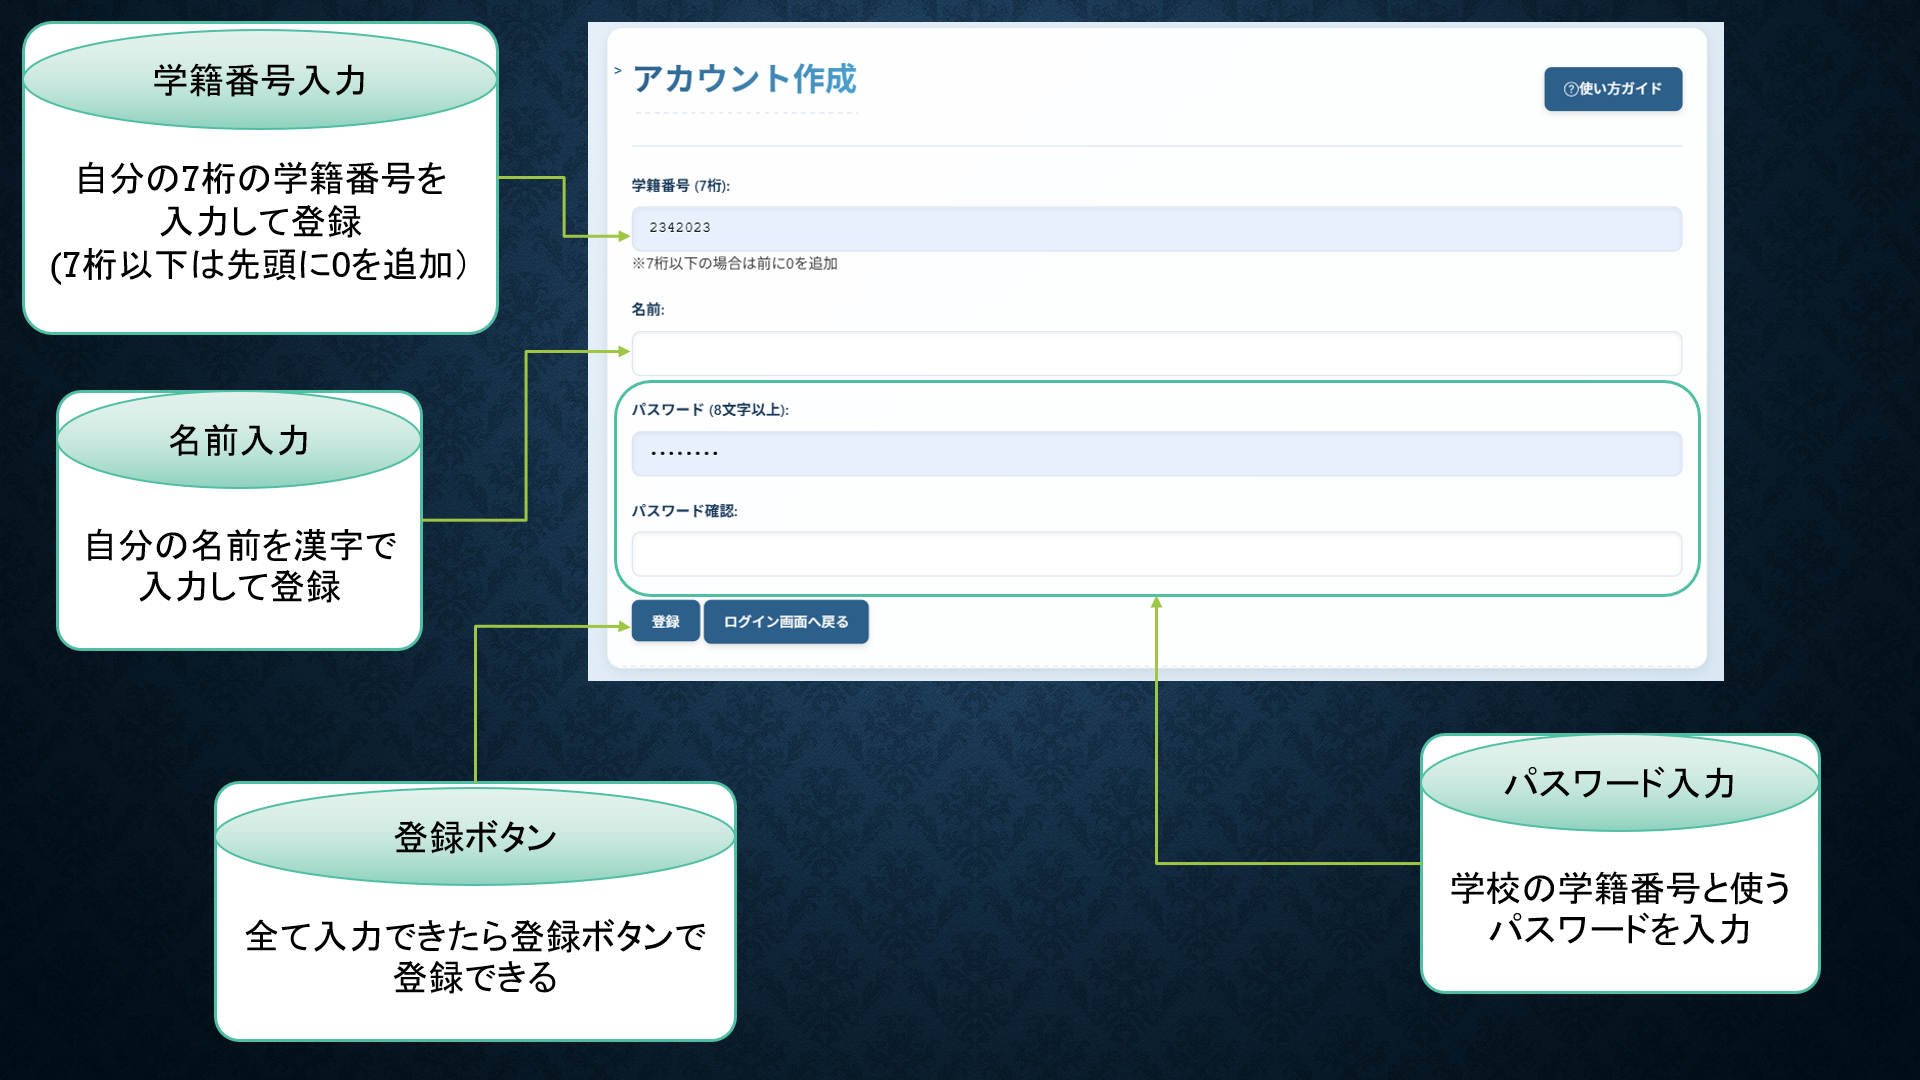 学籍番号入力
自分の7桁の学籍番号を
入力して登録
(7桁以下は先頭に0を追加）
名前入力
自分の名前を漢字で
入力して登録
> アカウント作成
?使い方ガイド
学籍番号 (7桁):
2342023
※7桁以下の場合は前に0を追加
名前:
パスワード (8文字以上):
••••••••
パスワード確認:
登録 ログイン画面へ戻る
登録ボタン
全て入力できたら登録ボタンで
登録できる
パスワード入力
学校の学籍番号と使う
パスワードを入力